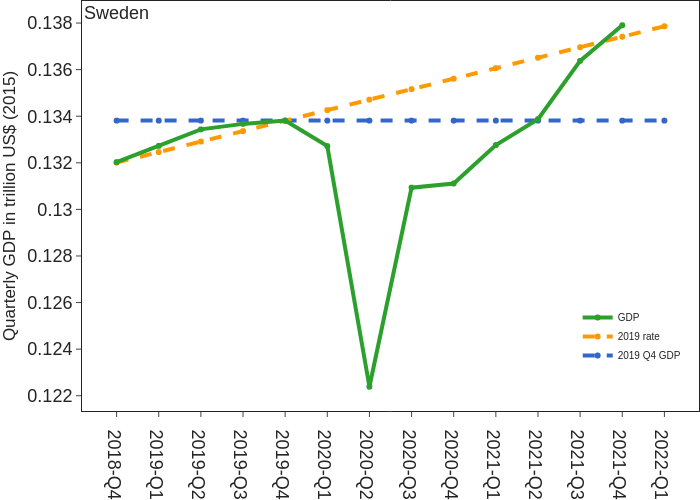 Sweden
Quarterly GDP in trillion US$ (2015)
0.138
0.136
0.134
0.132
0.13
0.128
0.126
0.124
0.122
GDP
2019 rate
2019 Q4 GDP
2018-Q4
2019-Q1
2019-Q2
2019-Q3
2019-Q4
2020-Q1
2020-Q2
2020-Q3
2020-Q4
2021-Q1
2021-Q2
2021-Q3
2021-Q4
2022-Q1